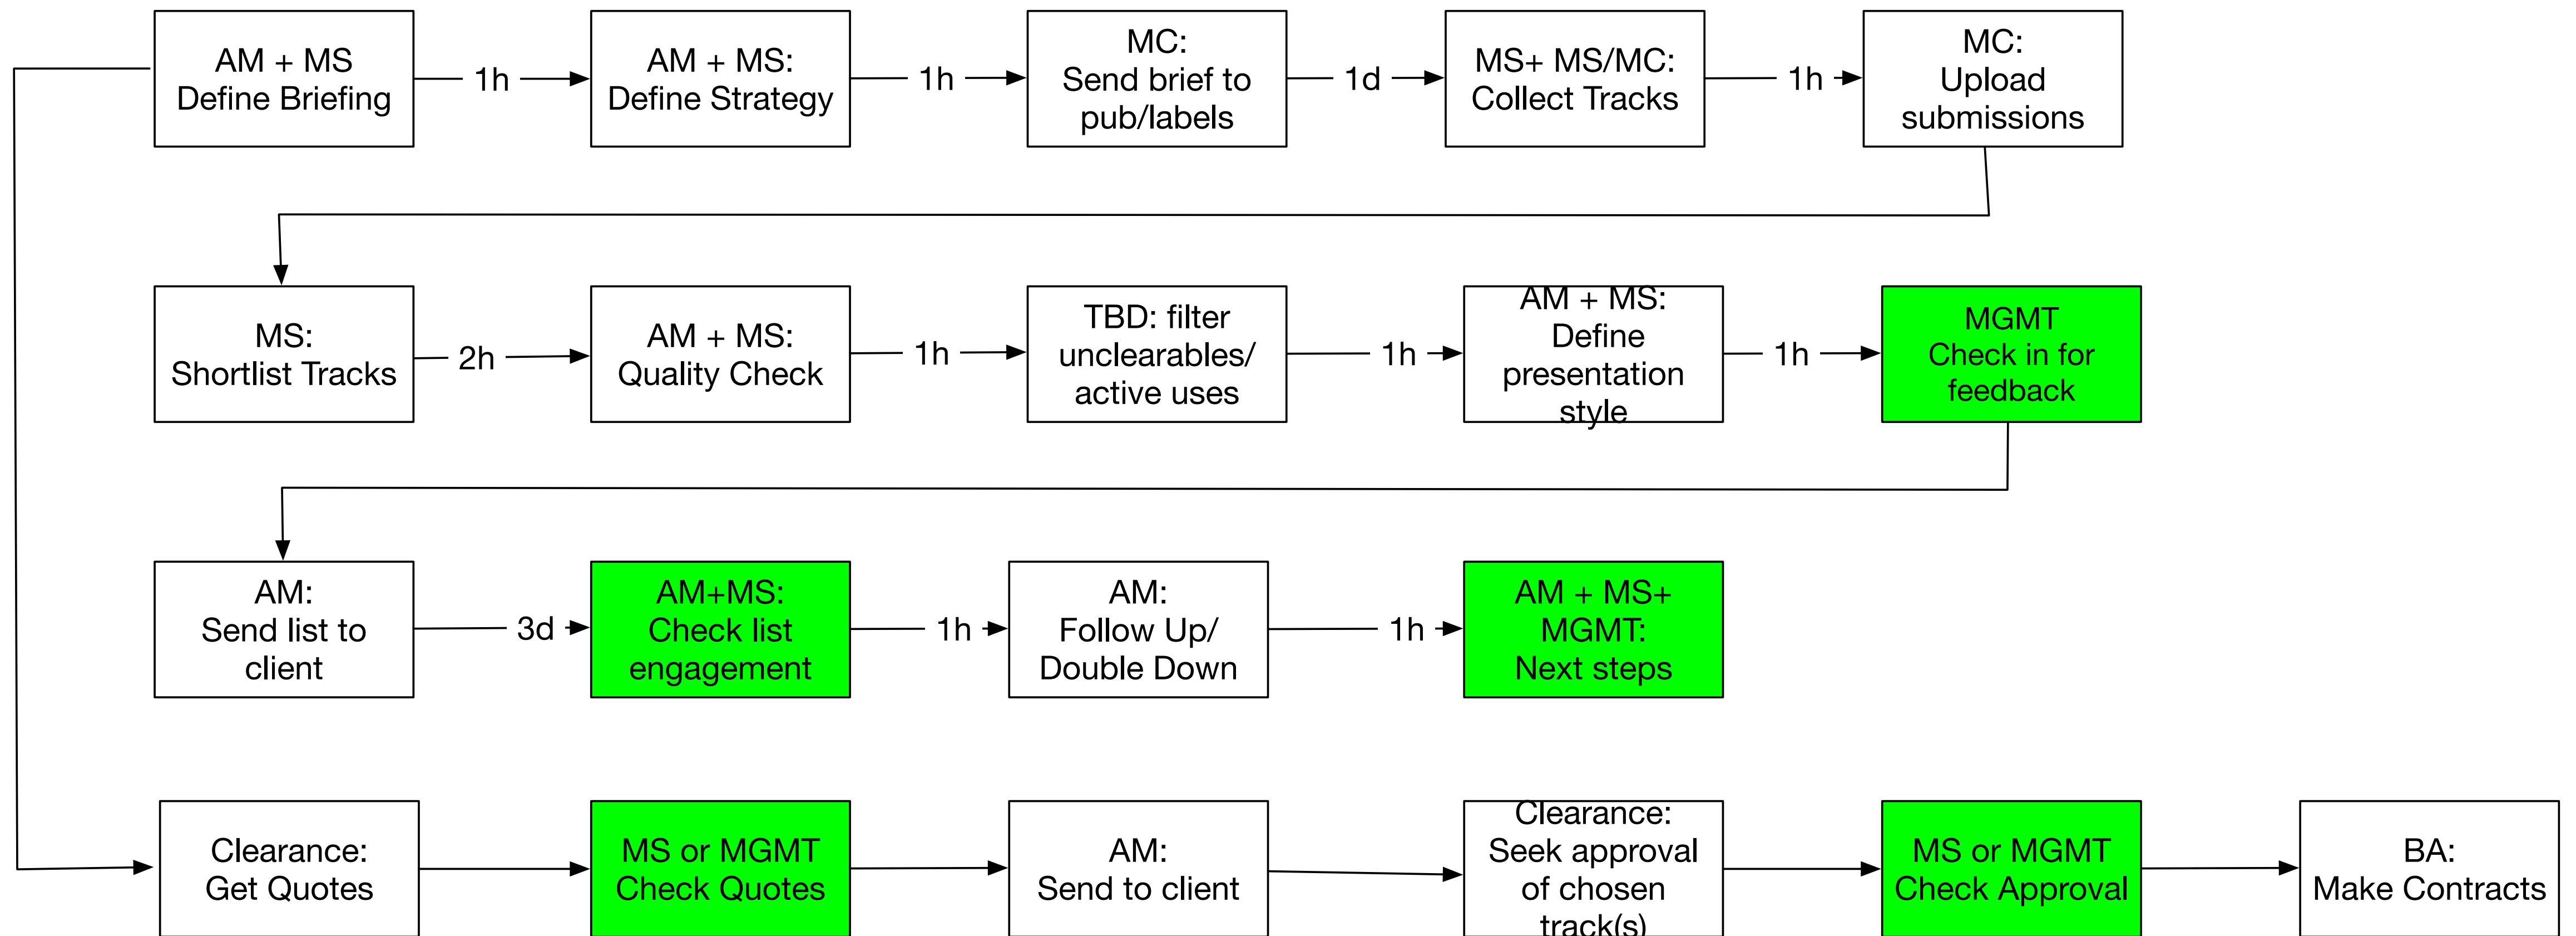 AM + MS
Define Briefing
1h
AM + MS:
Define Strategy
1h
MC:
Send brief to
pub/labels
1d
MS+ MS/MC:
Collect Tracks
1h
MC:
Upload
submissions
MS:
Shortlist Tracks
2h
AM + MS:
Quality Check
1h
TBD: filter
unclearables/
active uses
1h
AM + MS:
Define
presentation
style
1h
MGMT
Check in for
feedback
AM:
Send list to
client
3d
AM+MS:
Check list
engagement
1h
AM:
Follow Up/
Double Down
1h
AM + MS+
MGMT:
Next steps
Clearance:
Get Quotes
MS or MGMT
Check Quotes
AM:
Send to client
Clearance:
Seek approval
of chosen
track(s)
MS or MGMT
Check Approval
BA:
Make Contracts